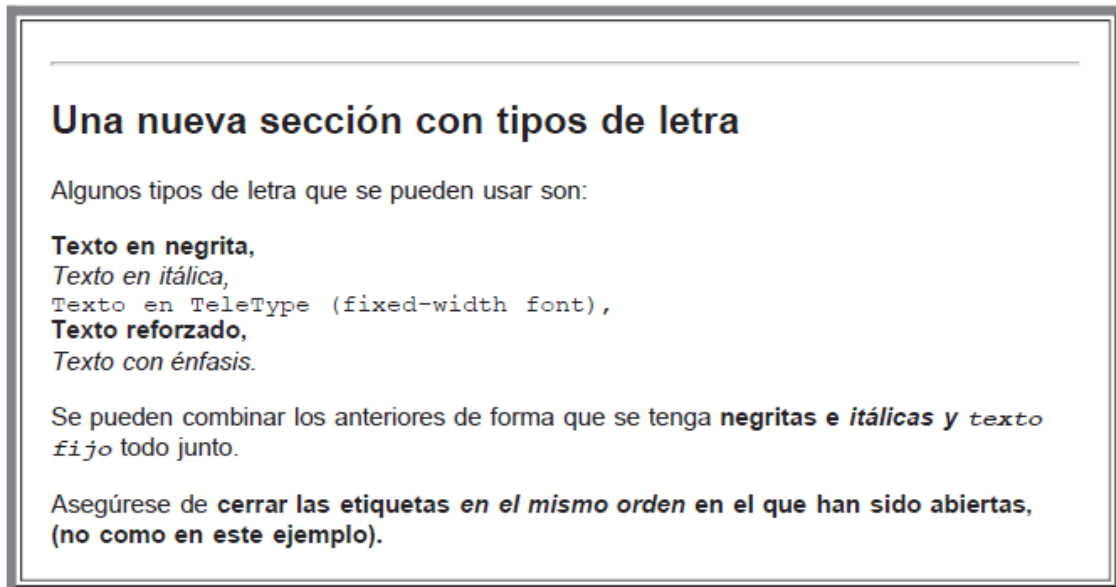 Una nueva sección con tipos de letra
Algunos tipos de letra que se pueden usar son:
Texto en negrita,
Texto en itálica,
Texto en TeleType (fixed-width font),
Texto reforzado,
Texto con énfasis.
Se pueden combinar los anteriores de forma que se tenga negritas e itálicas y texto
fijo todo junto.
Asegúrese de cerrar las etiquetas en el mismo orden en el que han sido abiertas,
(no como en este ejemplo).